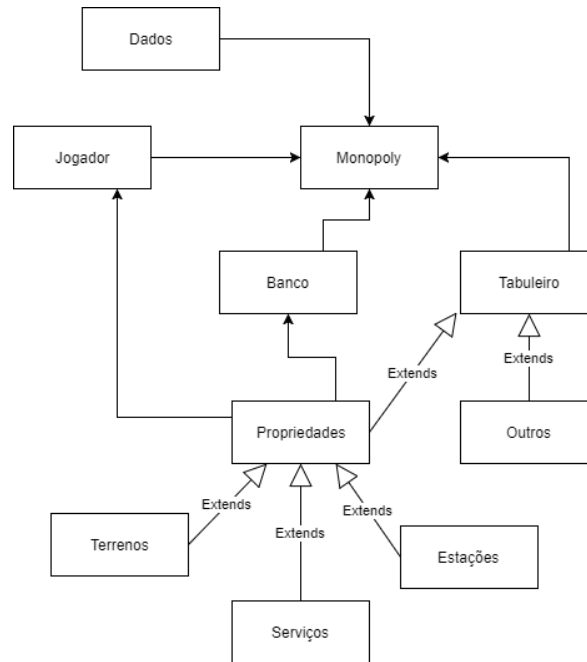 Dados
Jogador
Monopoly
Banco
Tabuleiro
Extends
Extends
Propriedades
Outros
Extends
Extends
Extends
Terrenos
Estações
Serviços